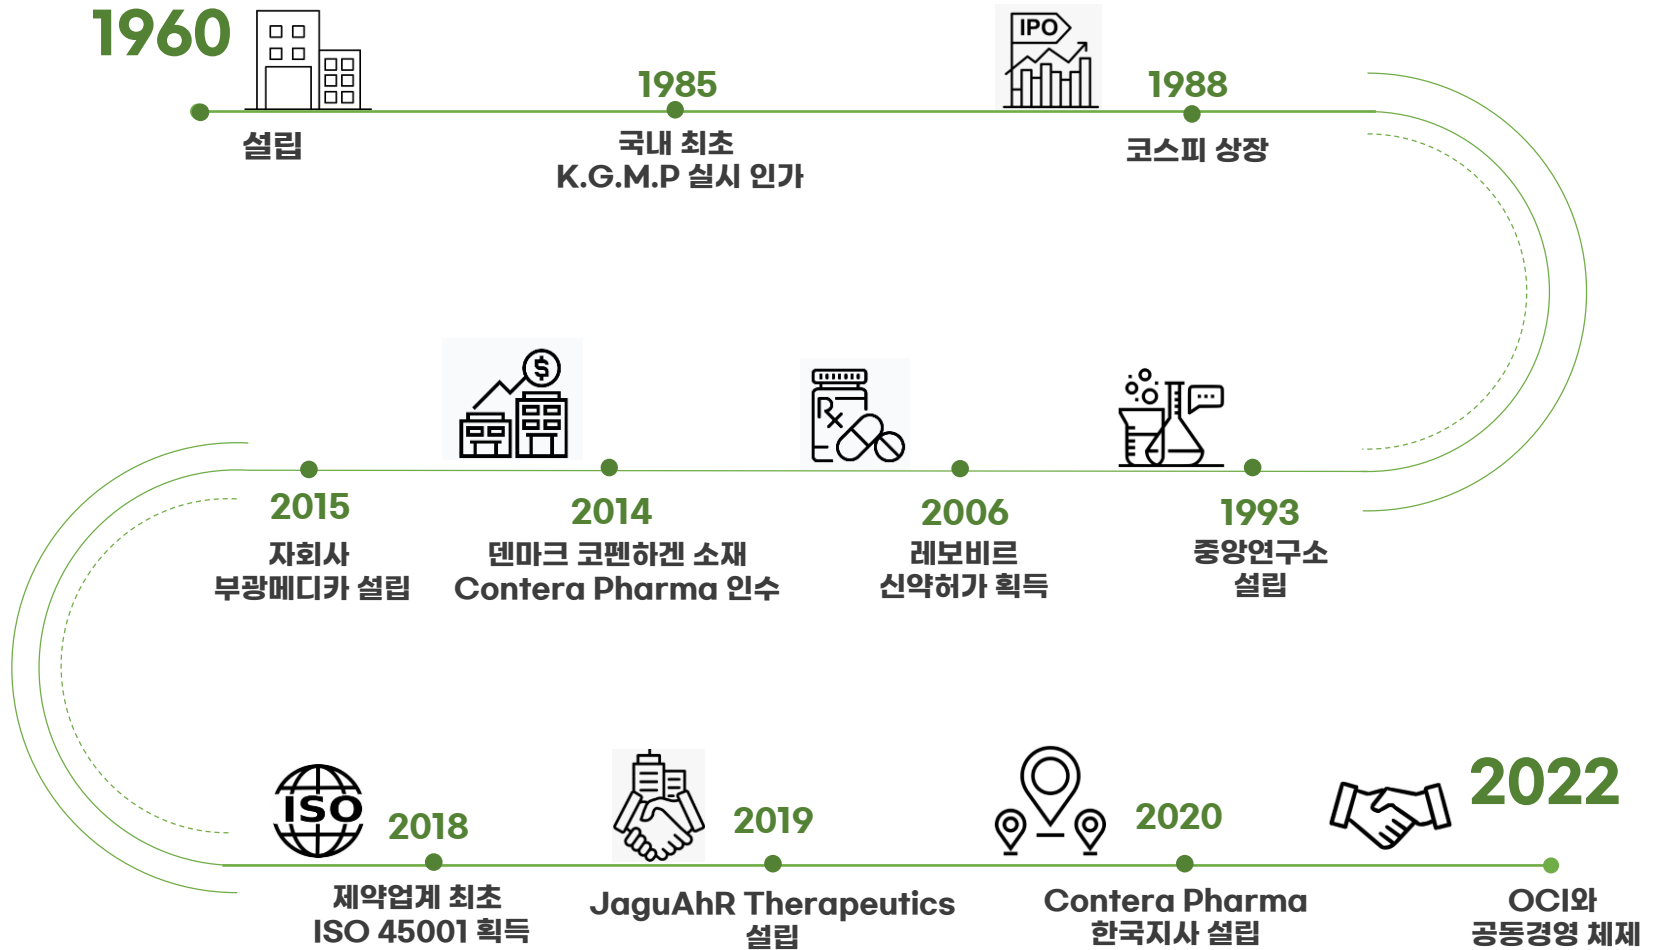 1960
설립
1985
국내 최초
K.G.M.P 실시 인가
IPO
1988
코스피 상장
1993
중앙연구소
설립
Rx
2006
레보비르
신약허가 획득
$
2014
덴마크 코펜하겐 소재
Contera Pharma 인수
2015
자회사
부광메디카 설립
ISO
2018
제약업계 최초
ISO 45001 획득
2019
JaguAhR Therapeutics
설립
2020
Contera Pharma
한국지사 설립
2022
OCI와
공동경영 체제